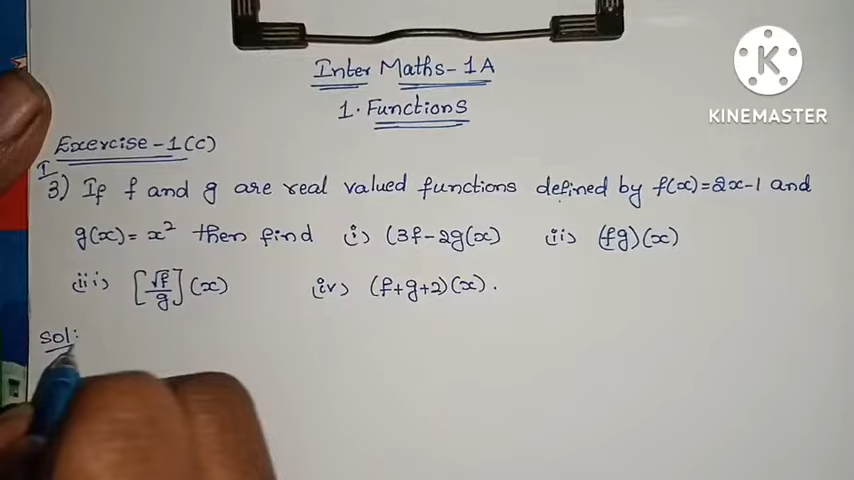 Inter Maths-1A
1. Functions
KINEMASTER
Exercise-1(c)
I
3) If f and g are real valued functions defined by f(x)=2x-1 and
g(x)= x² then find i) (3f-2g(x) ii) (fg)(x)
iii) [√f/g](x) iv) (f+g+2)(x).
Sol: